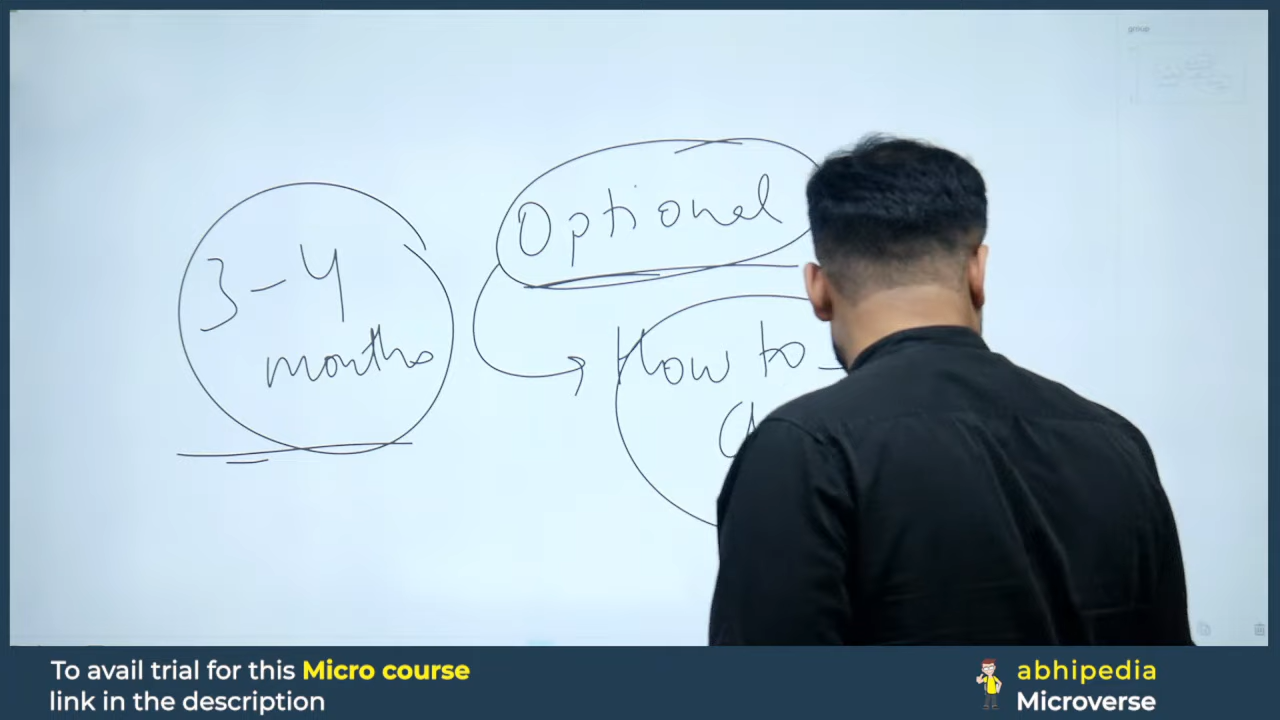 group
3-4
months
Optional
How to
To avail trial for this Micro course
link in the description
abhipedia
Microverse